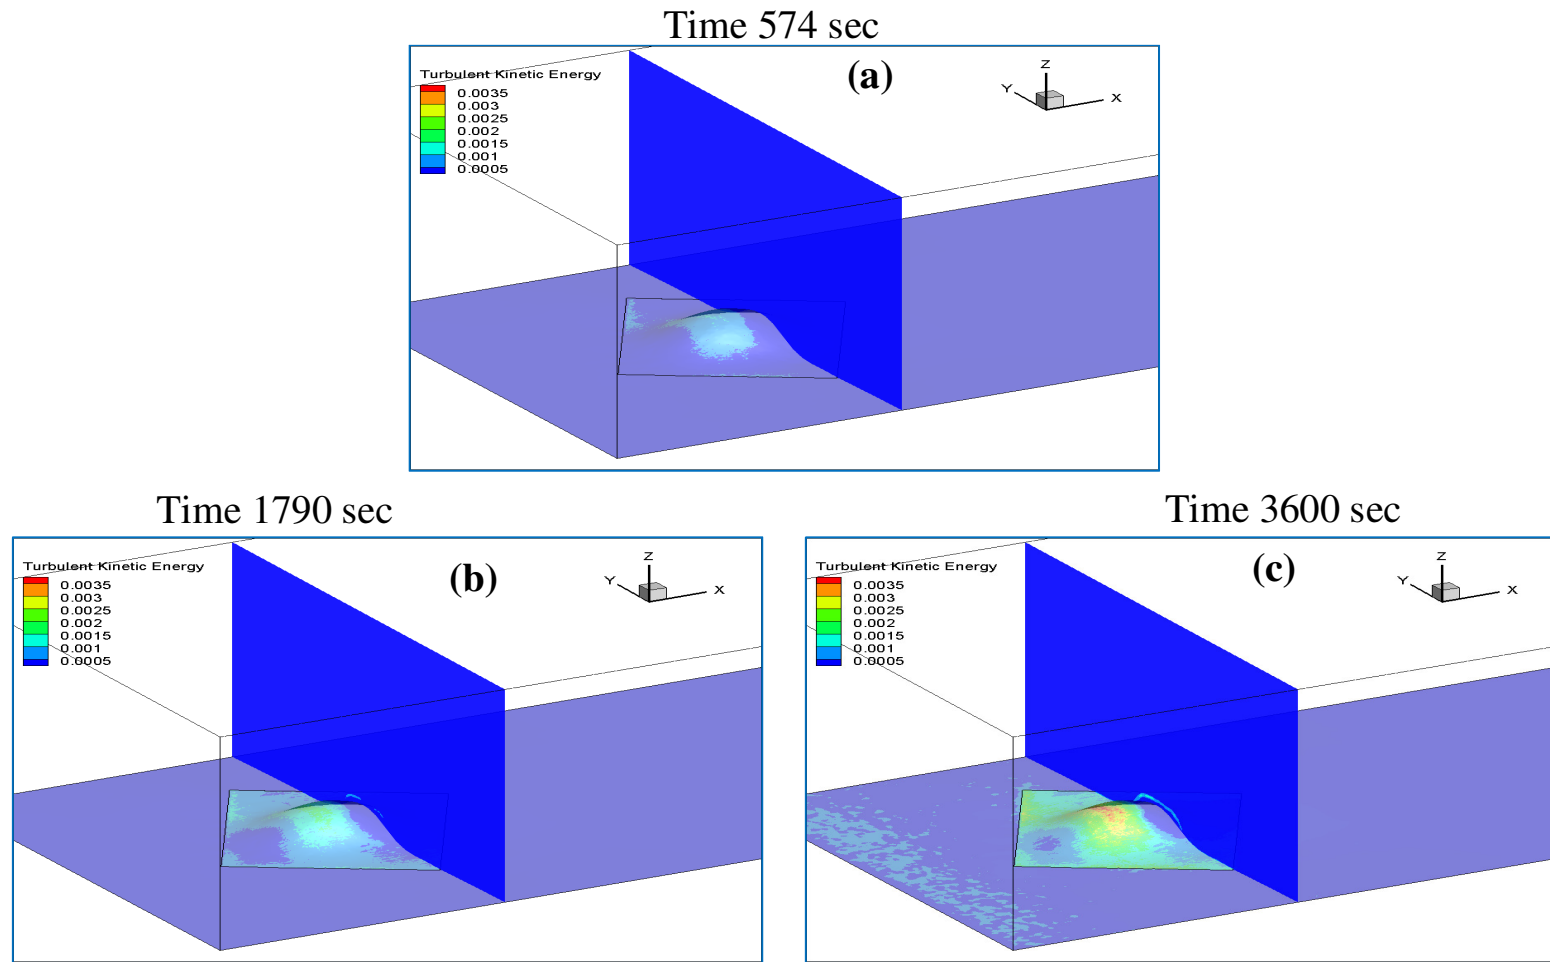 Time 574 sec
Turbulent Kinetic Energy
0.0035
0.003
0.0025
0.002
0.0015
0.001
0.0005
(a)
Z
Y
X
Time 1790 sec
Turbulent Kinetic Energy
0.0035
0.003
0.0025
0.002
0.0015
0.001
0.0005
(b)
Z
Y
X
Time 3600 sec
Turbulent Kinetic Energy
0.0035
0.003
0.0025
0.002
0.0015
0.001
0.0005
(c)
Z
Y
X